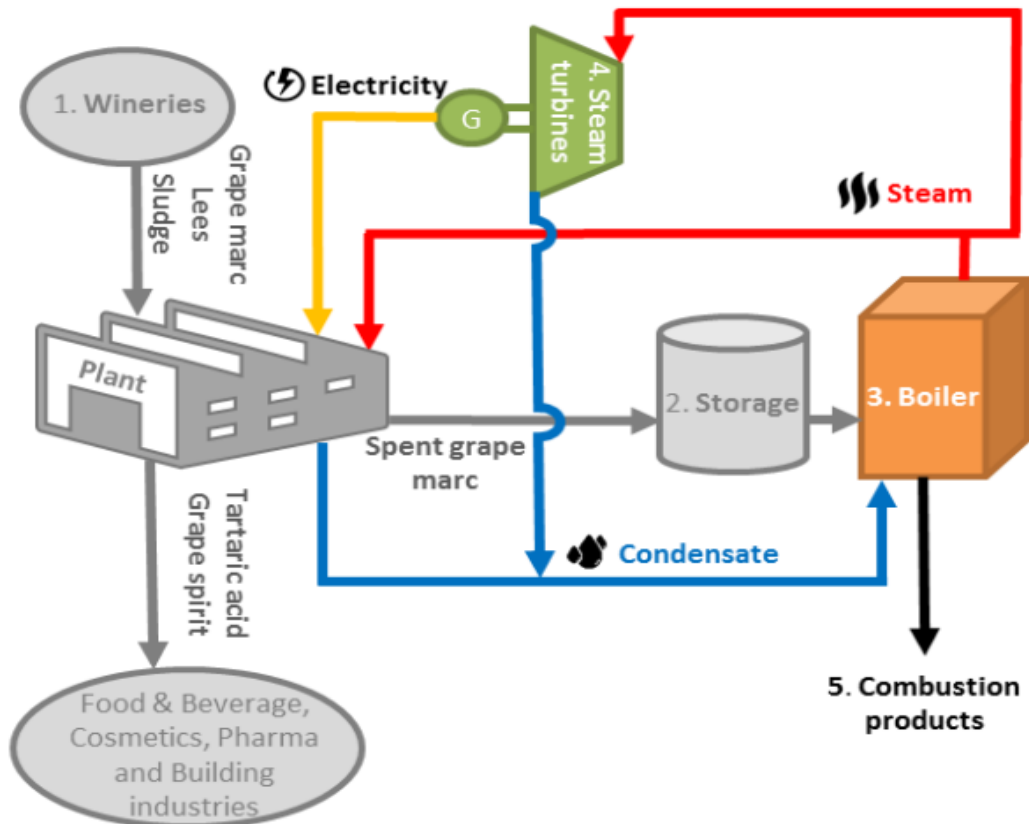 1. Wineries
Grape marc
Lees
Sludge
Electricity
G
4. Steam
turbines
Steam
Plant
2. Storage
3. Boiler
Spent grape
marc
Condensate
Tartaric acid
Grape spirit
5. Combustion
products
Food & Beverage,
Cosmetics, Pharma
and Building
industries